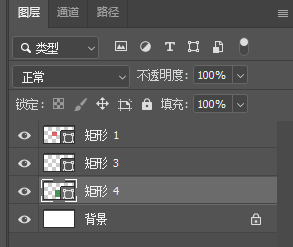 图层 通道 路径
类型
正常 不透明度: 100%
锁定: 填充: 100%
矩形 1
矩形 3
矩形 4
背景